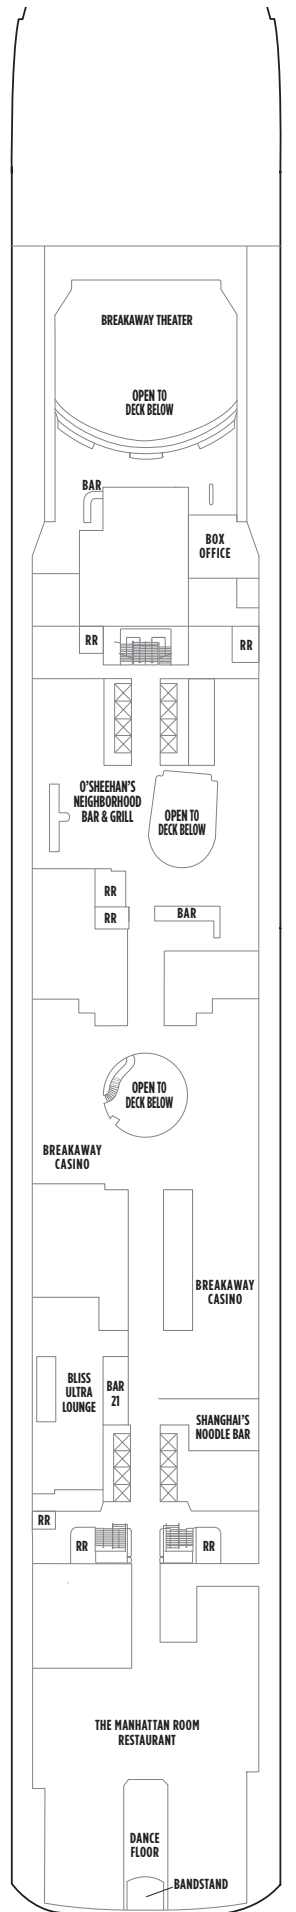 BREAKAWAY THEATER
OPEN TO
DECK BELOW
BAR
BOX
OFFICE
RR
RR
O'SHEEHAN'S
NEIGHBORHOOD
BAR & GRILL
OPEN TO
DECK BELOW
RR
RR
BAR
OPEN TO
DECK BELOW
BREAKAWAY
CASINO
BREAKAWAY
CASINO
BLISS
ULTRA
LOUNGE
BAR
21
SHANGHAI'S
NOODLE BAR
RR
RR
RR
THE MANHATTAN ROOM
RESTAURANT
DANCE
FLOOR
BANDSTAND